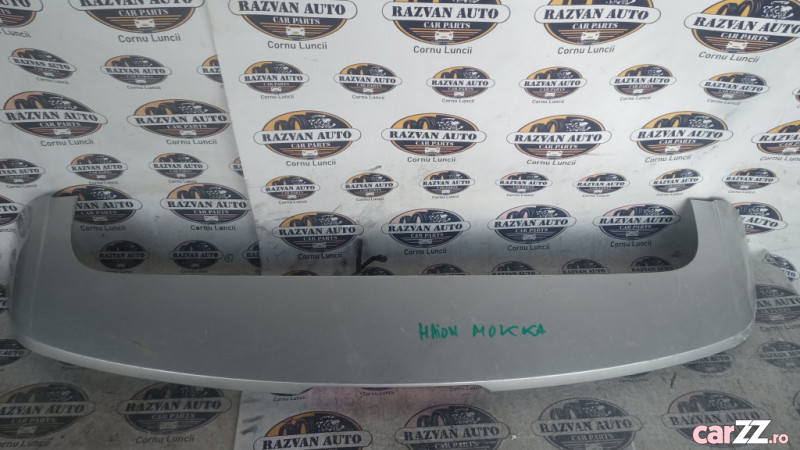 RAZVAN AUTO
CAR PARTS
Cornu Luncii
HAION MOKKA
carzz.ro